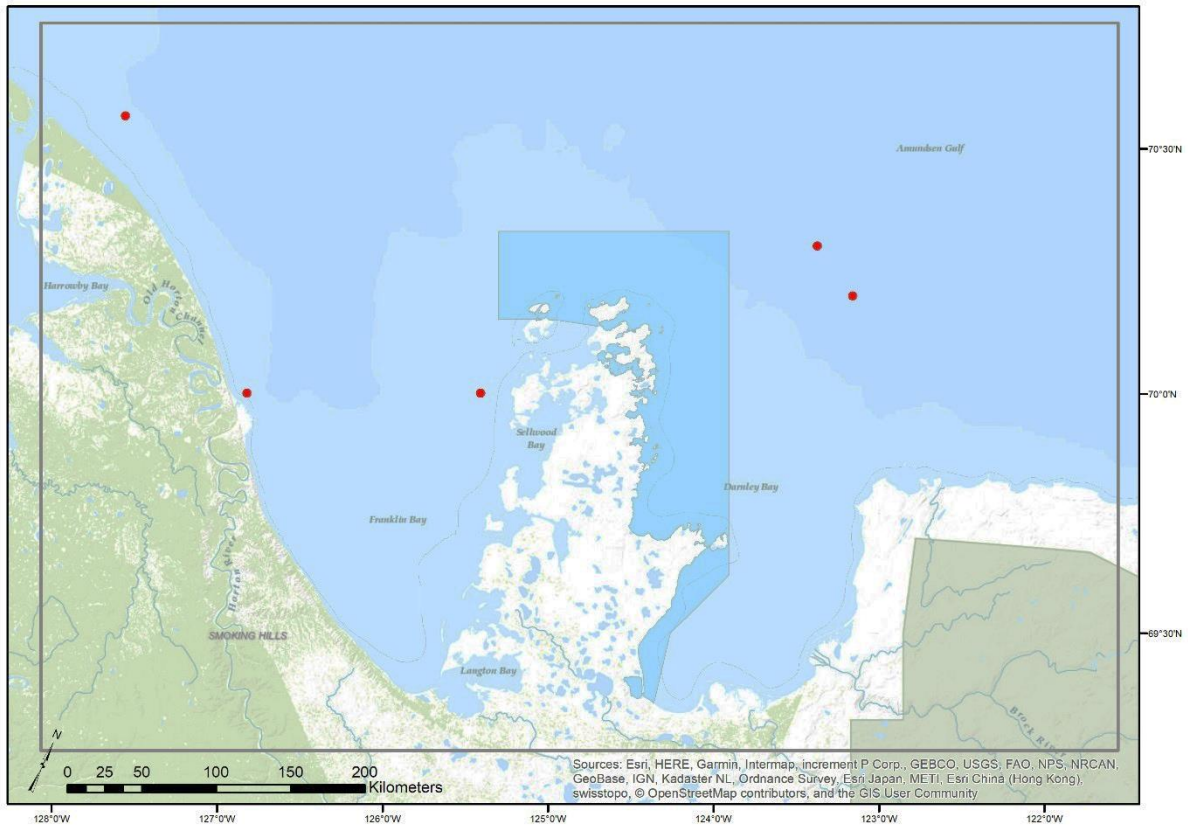 Amundsen Gulf
70°30'N
Harrowby Bay
Old Horton Channel
70°0'N
Sellwood
Bay
Darnley Bay
Franklin Bay
Horton River
SMOKING HILLS
69°30'N
Langton Bay
Brock River
N
0 25 50 100 150 200
Kilometers
Sources: Esri, HERE, Garmin, Intermap, increment P Corp., GEBCO, USGS, FAO, NPS, NRCAN,
GeoBase, IGN, Kadaster NL, Ordnance Survey, Esri Japan, METI, Esri China (Hong Kong),
swisstopo, © OpenStreetMap contributors, and the GIS User Community
128°0'W 127°0'W 126°0'W 125°0'W 124°0'W 123°0'W 122°0'W